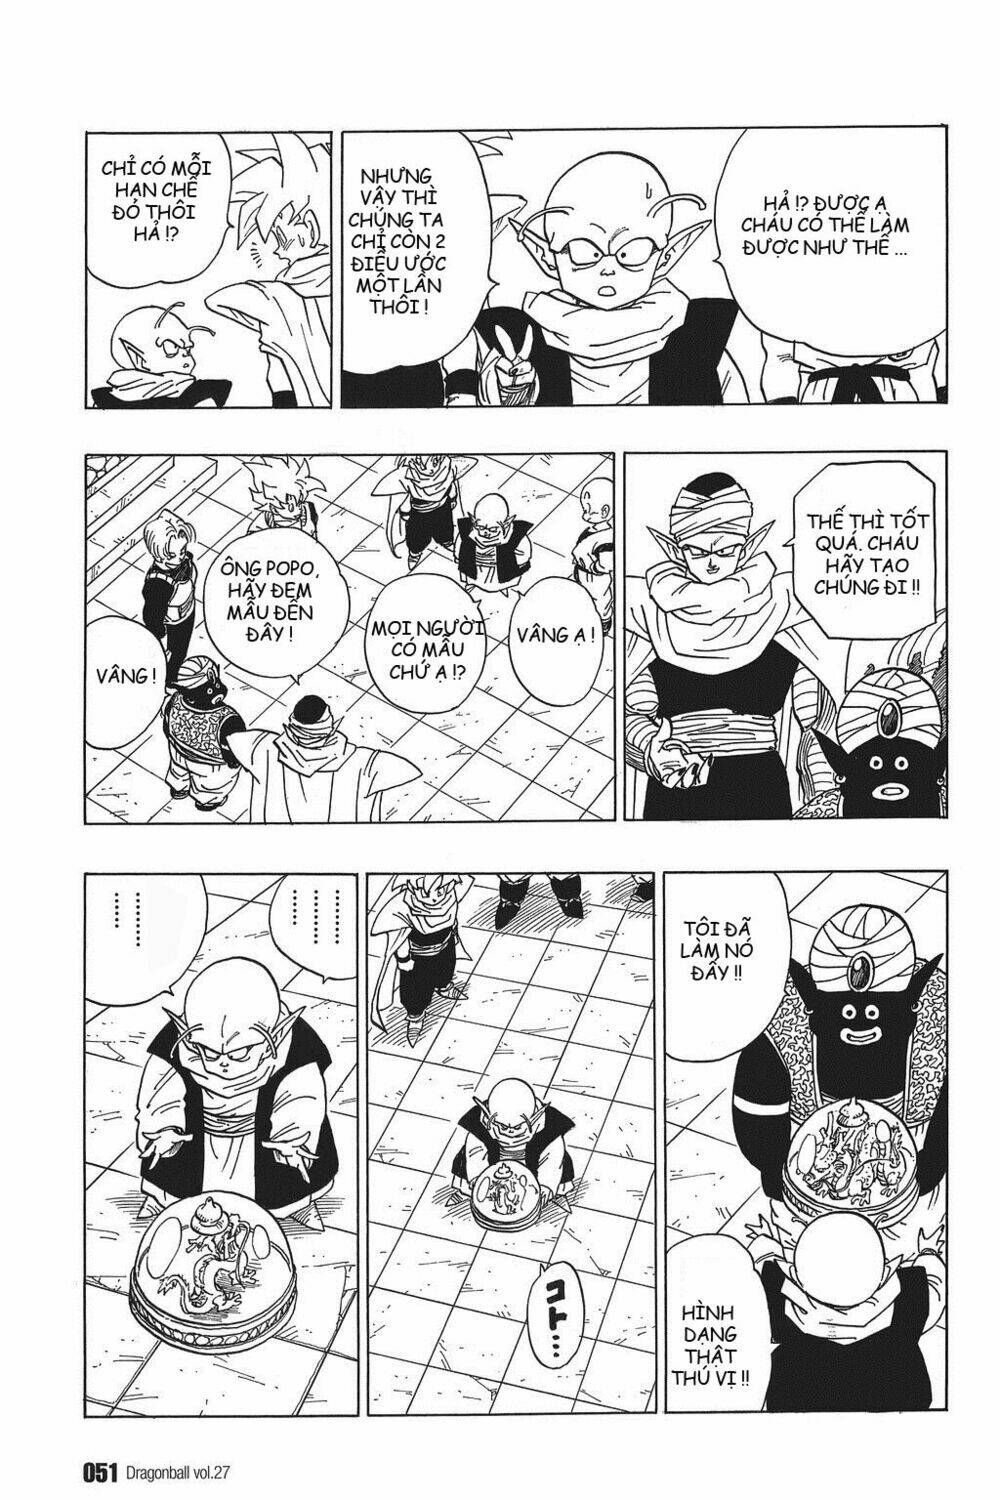 HẢ !? ĐƯỢC Ạ
CHÁU CÓ THỂ LÀM
ĐƯỢC NHƯ THẾ ...
NHƯNG
VẬY THÌ
CHÚNG TA
CHỈ CÒN 2
ĐIỀU ƯỚC
MỘT LẦN
THÔI !
CHỈ CÓ MỖI
HẠN CHẾ
ĐÓ THÔI
HẢ !?
THẾ THÌ TỐT
QUÁ. CHÁU
HÃY TẠO
CHÚNG ĐI !!
VÂNG Ạ !
MỌI NGƯỜI
CÓ MẪU
CHỨ Ạ !?
ÔNG POPO,
HÃY ĐEM
MẪU ĐẾN
ĐÂY !
VÂNG !
TÔI ĐÃ
LÀM NÓ
ĐẤY !!
HÌNH
DẠNG
THẬT
THÚ VỊ !!
コト…
……
……
051 Dragonball vol.27